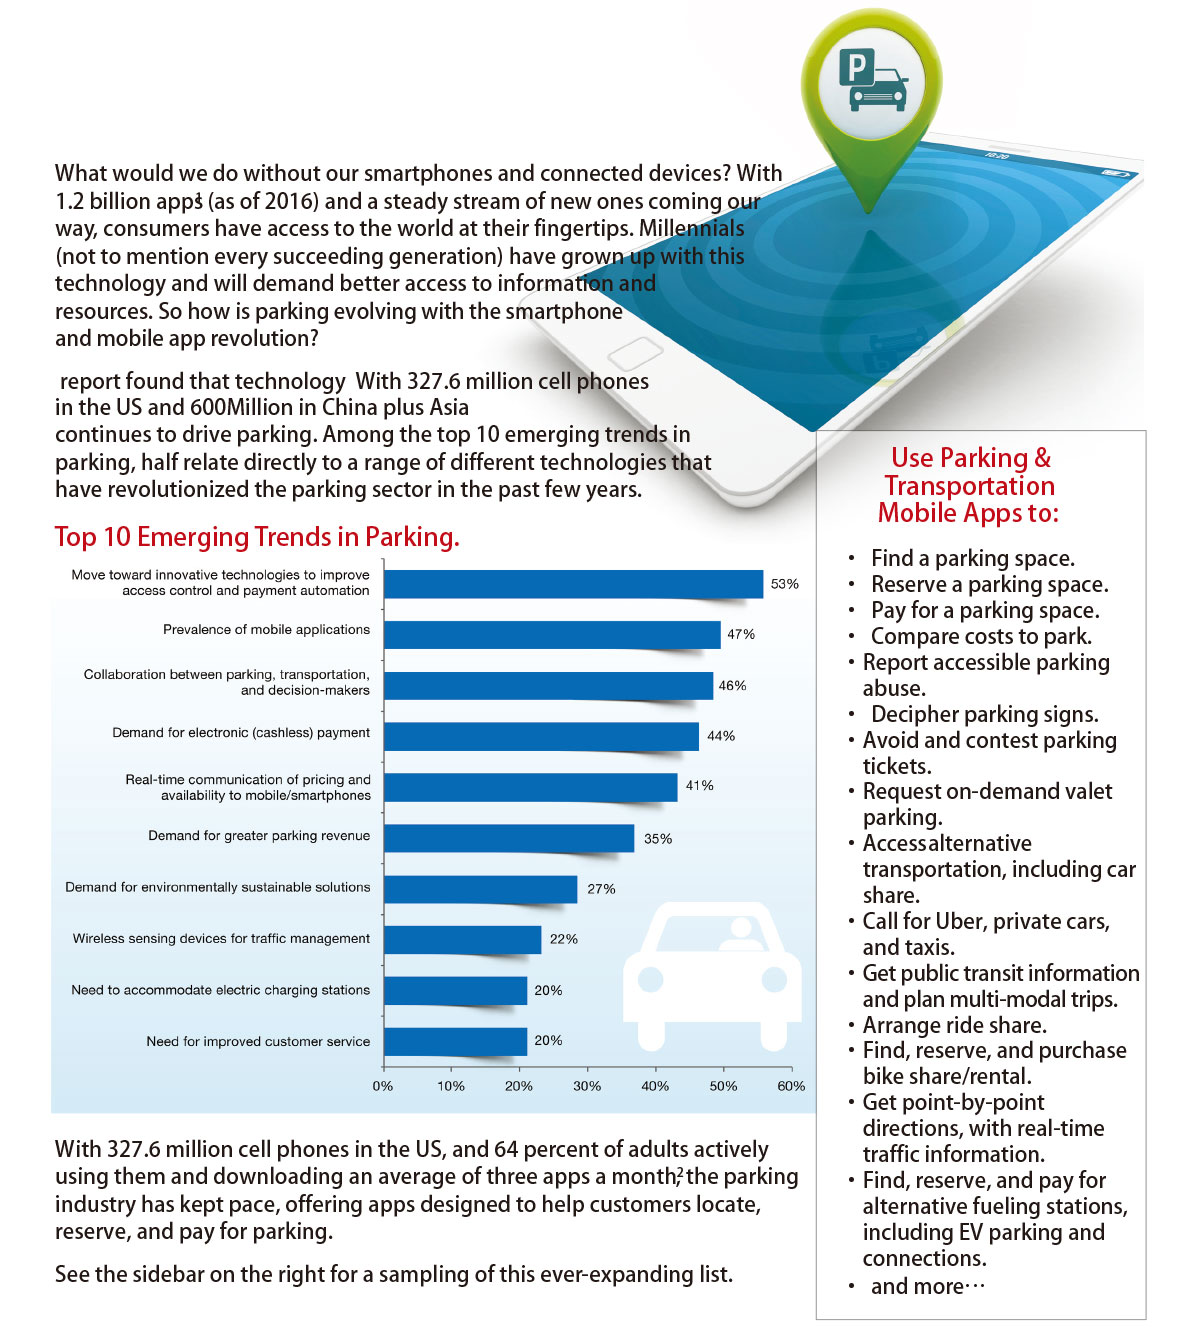 P
16:20
What would we do without our smartphones and connected devices? With
1.2 billion apps¹ (as of 2016) and a steady stream of new ones coming our
way, consumers have access to the world at their fingertips. Millennials
(not to mention every succeeding generation) have grown up with this
technology and will demand better access to information and
resources. So how is parking evolving with the smartphone
and mobile app revolution?
report found that technology With 327.6 million cell phones
in the US and 600Million in China plus Asia
continues to drive parking. Among the top 10 emerging trends in
parking, half relate directly to a range of different technologies that
have revolutionized the parking sector in the past few years.
Top 10 Emerging Trends in Parking.
Move toward innovative technologies to improve
access control and payment automation
53%
Prevalence of mobile applications
47%
Collaboration between parking, transportation,
and decision-makers
46%
Demand for electronic (cashless) payment
44%
Real-time communication of pricing and
availability to mobile/smartphones
41%
Demand for greater parking revenue
35%
Demand for environmentally sustainable solutions
27%
Wireless sensing devices for traffic management
22%
Need to accommodate electric charging stations
20%
Need for improved customer service
20%
0% 10% 20% 30% 40% 50% 60%
With 327.6 million cell phones in the US, and 64 percent of adults actively
using them and downloading an average of three apps a month,² the parking
industry has kept pace, offering apps designed to help customers locate,
reserve, and pay for parking.
See the sidebar on the right for a sampling of this ever-expanding list.
Use Parking &
Transportation
Mobile Apps to:
• Find a parking space.
• Reserve a parking space.
• Pay for a parking space.
• Compare costs to park.
• Report accessible parking
abuse.
• Decipher parking signs.
• Avoid and contest parking
tickets.
• Request on-demand valet
parking.
• Accessalternative
transportation, including car
share.
• Call for Uber, private cars,
and taxis.
• Get public transit information
and plan multi-modal trips.
• Arrange ride share.
• Find, reserve, and purchase
bike share/rental.
• Get point-by-point
directions, with real-time
traffic information.
• Find, reserve, and pay for
alternative fueling stations,
including EV parking and
connections.
• and more…